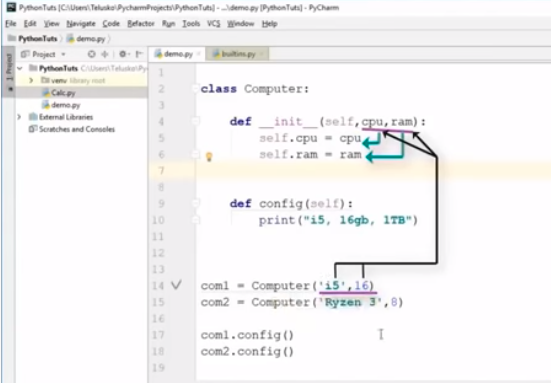 PythonTuts [C:\Users\Telusko\PycharmProjects\PythonTuts] - ...\demo.py [PythonTuts] - PyCharm
File Edit View Navigate Code Refactor Run Tools VCS Window Help
PythonTuts demo.py
1: Project
Project
demo.py builtins.py
PythonTuts C:\Users\Telusko\Py
venv library root
Calc.py
demo.py
External Libraries
Scratches and Consoles
1
2 class Computer:
3
4 def __init__(self,cpu,ram):
5 self.cpu = cpu
6 self.ram = ram
7
8
9 def config(self):
10 print("i5, 16gb, 1TB")
11
12
13
14 com1 = Computer('i5',16)
15 com2 = Computer('Ryzen 3',8)
16
17 com1.config()
18 com2.config()
19